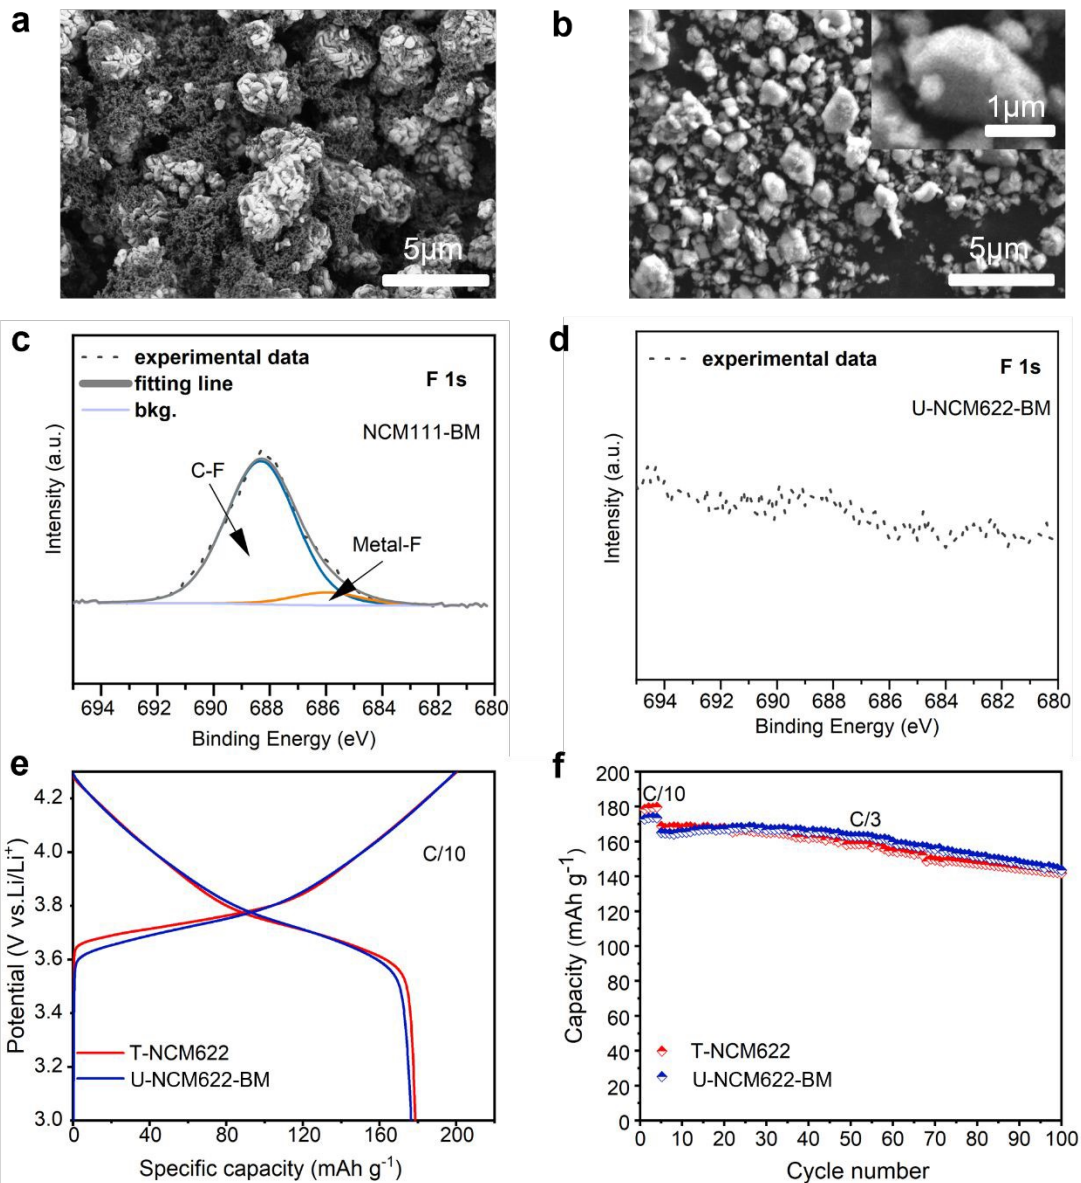 a
5μm
b
1μm
5μm
c
experimental data
fitting line
bkg.
F 1s
NCM111-BM
C-F
Metal-F
Intensity (a.u.)
694 692 690 688 686 684 682 680
Binding Energy (eV)
d
experimental data
F 1s
U-NCM622-BM
Intensity (a.u.)
694 692 690 688 686 684 682 680
Binding Energy (eV)
e
Potential (V vs.Li/Li⁺)
4.2
4.0
3.8
3.6
3.4
3.2
3.0
C/10
T-NCM622
U-NCM622-BM
0 40 80 120 160 200
Specific capacity (mAh g⁻¹)
f
Capacity (mAh g⁻¹)
200
180
160
140
120
100
80
60
40
20
0
C/10
C/3
T-NCM622
U-NCM622-BM
0 10 20 30 40 50 60 70 80 90 100
Cycle number